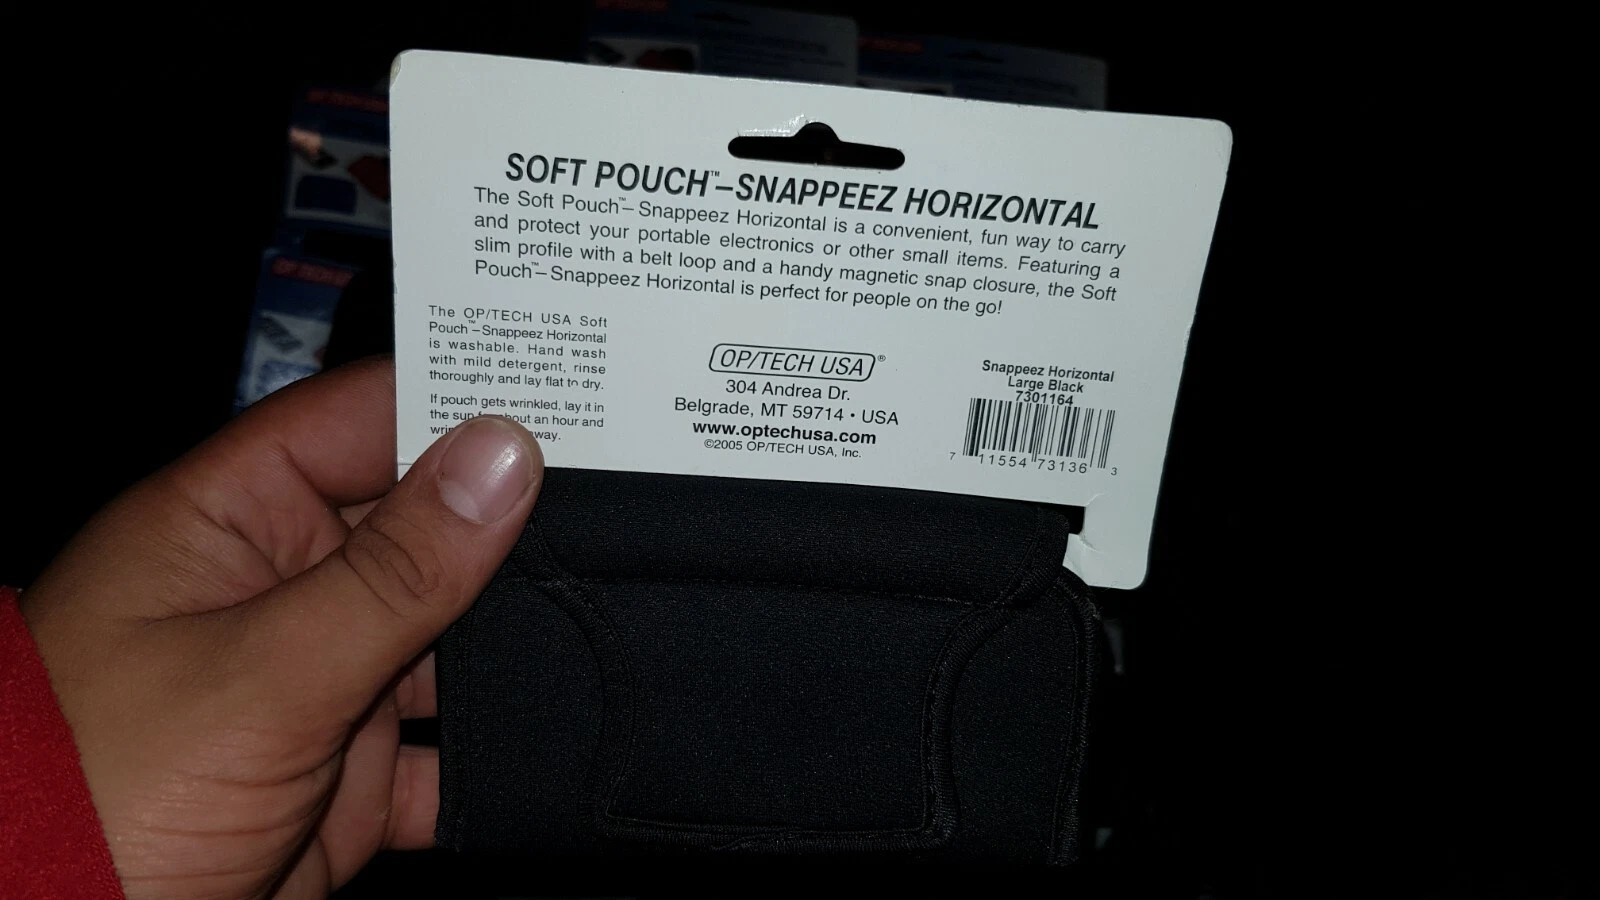 SOFT POUCH™–SNAPPEEZ HORIZONTAL
The Soft Pouch™– Snappeez Horizontal is a convenient, fun way to carry
and protect your portable electronics or other small items. Featuring a
slim profile with a belt loop and a handy magnetic snap closure, the Soft
Pouch™–Snappeez Horizontal is perfect for people on the go!
The OP/TECH USA Soft
Pouch™–Snappeez Horizontal
is washable. Hand wash
with mild detergent, rinse
thoroughly and lay flat to dry.
If pouch gets wrinkled, lay it in
the sun about an hour and
OP/TECH USA®
304 Andrea Dr.
Belgrade, MT 59714 • USA
www.optechusa.com
©2005 OP/TECH USA, Inc.
Snappeez Horizontal
Large Black
7301164
7 11554 73136 3